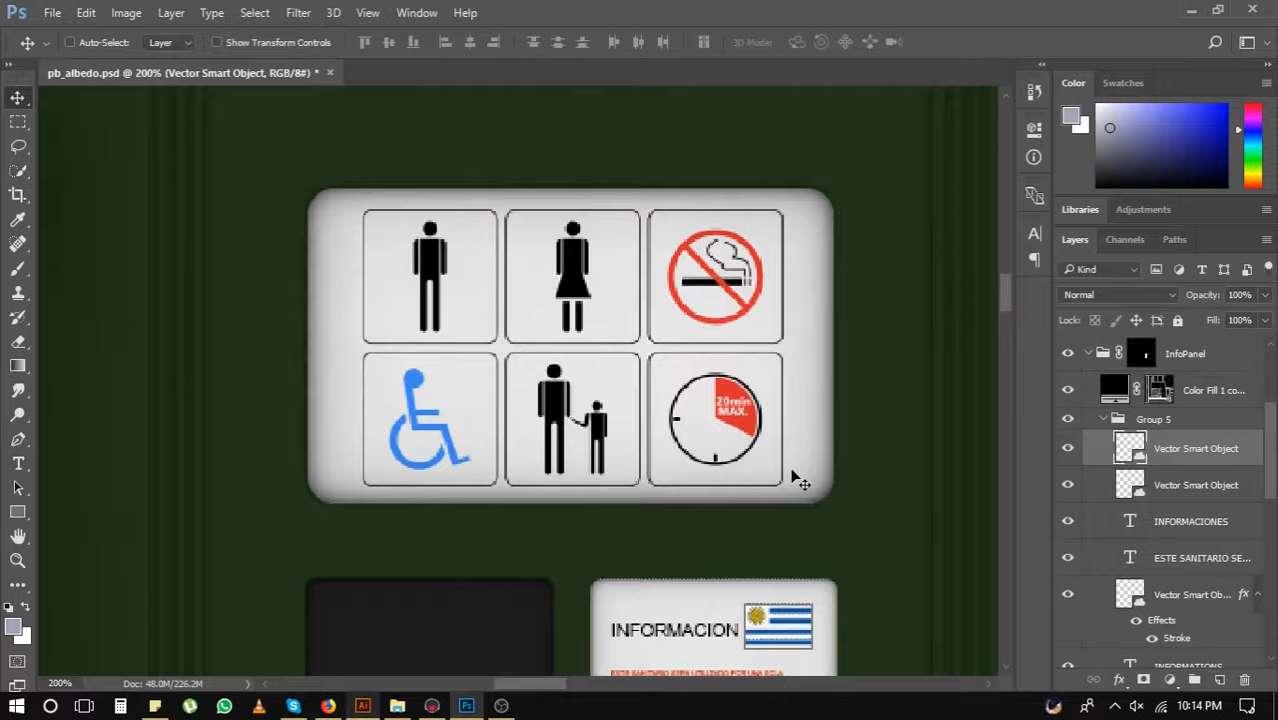 Ps File Edit Image Layer Type Select Filter 3D View Window Help
Auto-Select: Layer Show Transform Controls 3D Mode:
pb_albedo.psd @ 200% (Vector Smart Object, RGB/8#) * ×
Color Swatches
Libraries Adjustments
Layers Channels Paths
Kind
Normal Opacity: 100%
Lock: Fill: 100%
InfoPanel
Color Fill 1 co...
Group 5
Vector Smart Object
Vector Smart Object
INFORMACIONES
ESTE SANITARIO SE...
Vector Smart Ob... fx
Effects
Stroke
INFORMATIONS
20min
MAX.
INFORMACION
200% Doc: 48.0M/226.2M
Ai Ps 10:14 PM